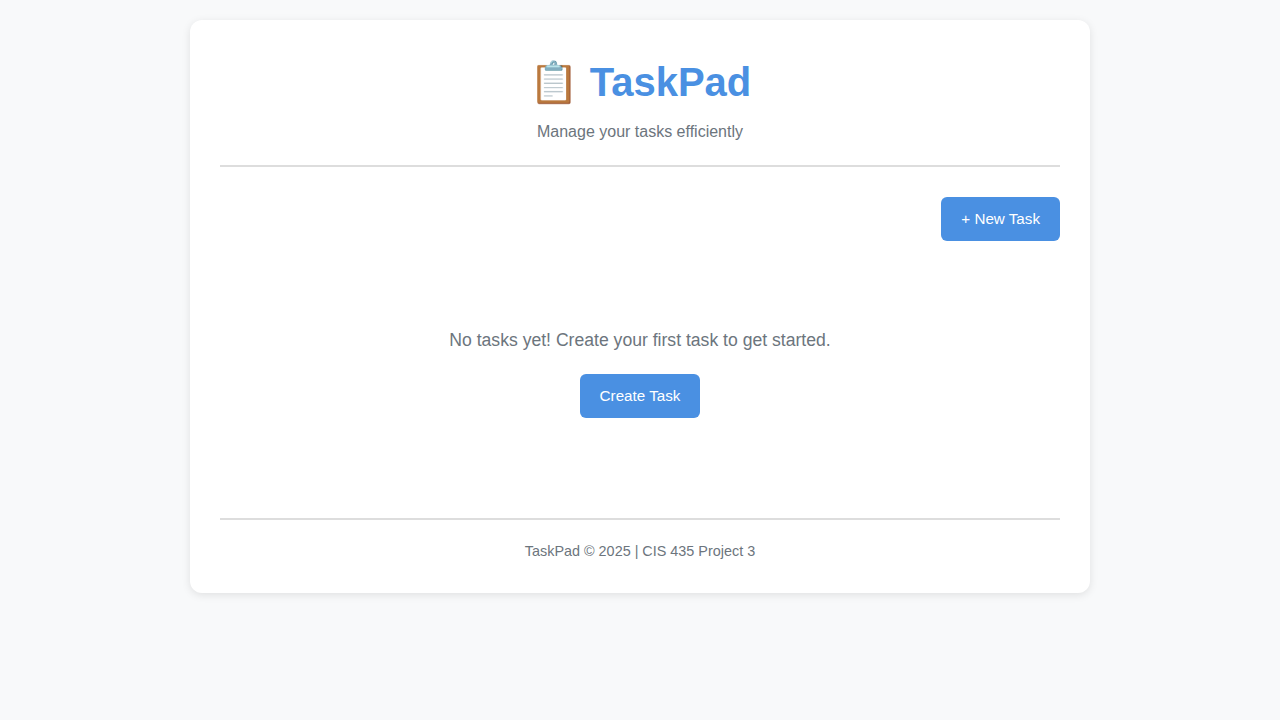 📋 TaskPad
Manage your tasks efficiently
+ New Task
No tasks yet! Create your first task to get started.
Create Task
TaskPad © 2025 | CIS 435 Project 3